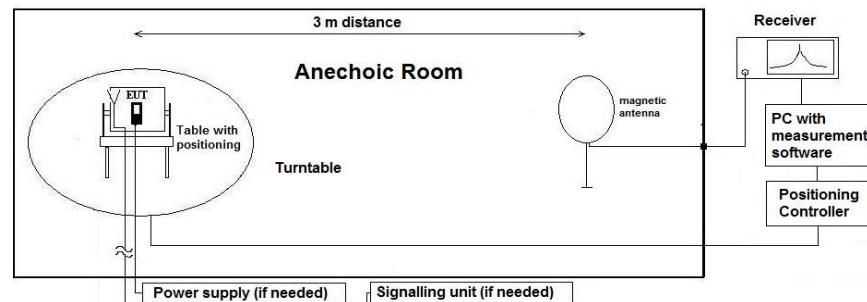 3 m distance
Receiver
Anechoic Room
EUT
magnetic
antenna
Table with
positioning
Turntable
PC with
measurement
software
Positioning
Controller
Power supply (if needed)
Signalling unit (if needed)